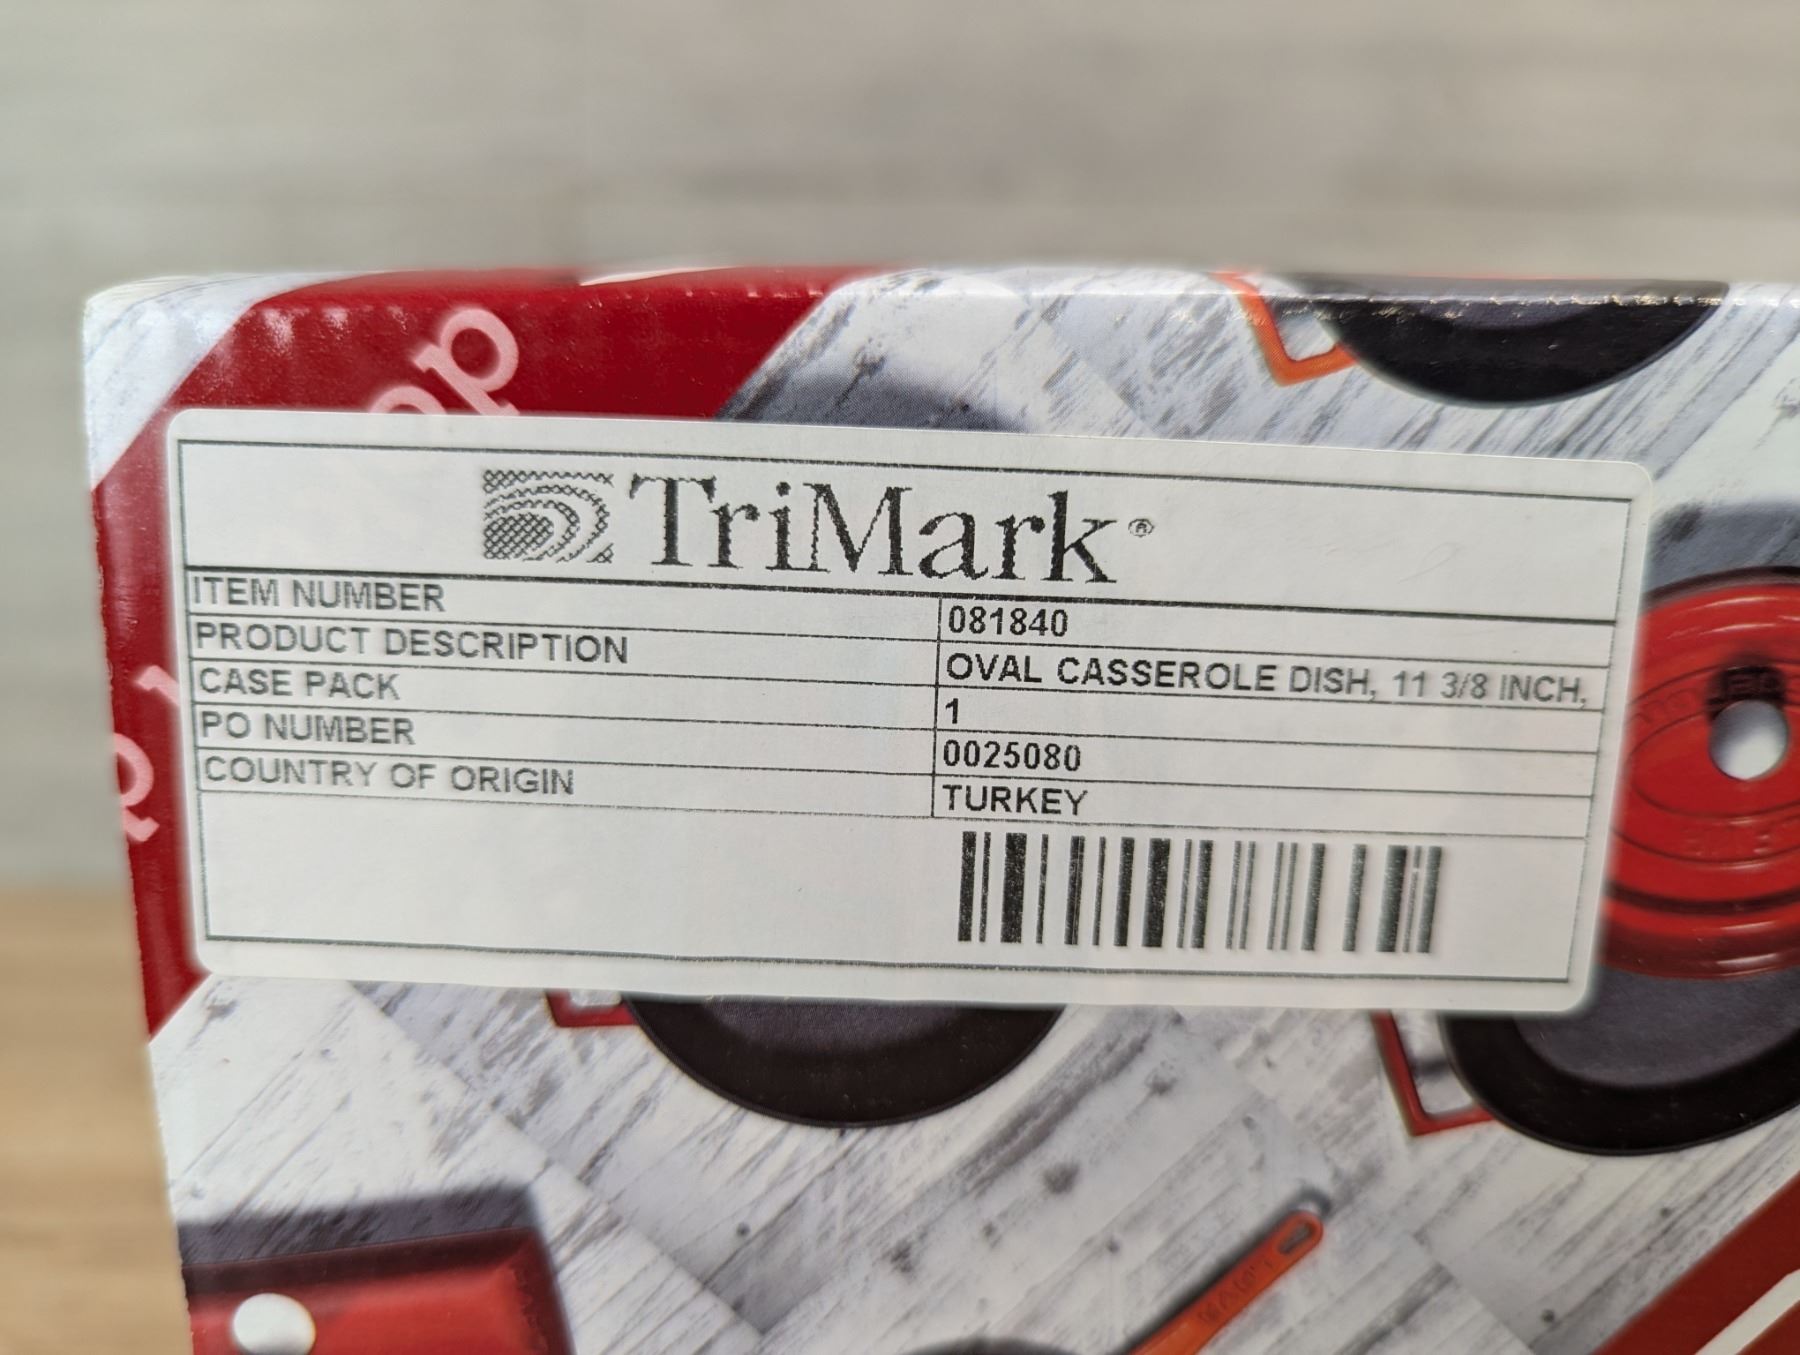 TriMark®
ITEM NUMBER 081840
PRODUCT DESCRIPTION OVAL CASSEROLE DISH, 11 3/8 INCH,
CASE PACK 1
PO NUMBER 0025080
COUNTRY OF ORIGIN TURKEY